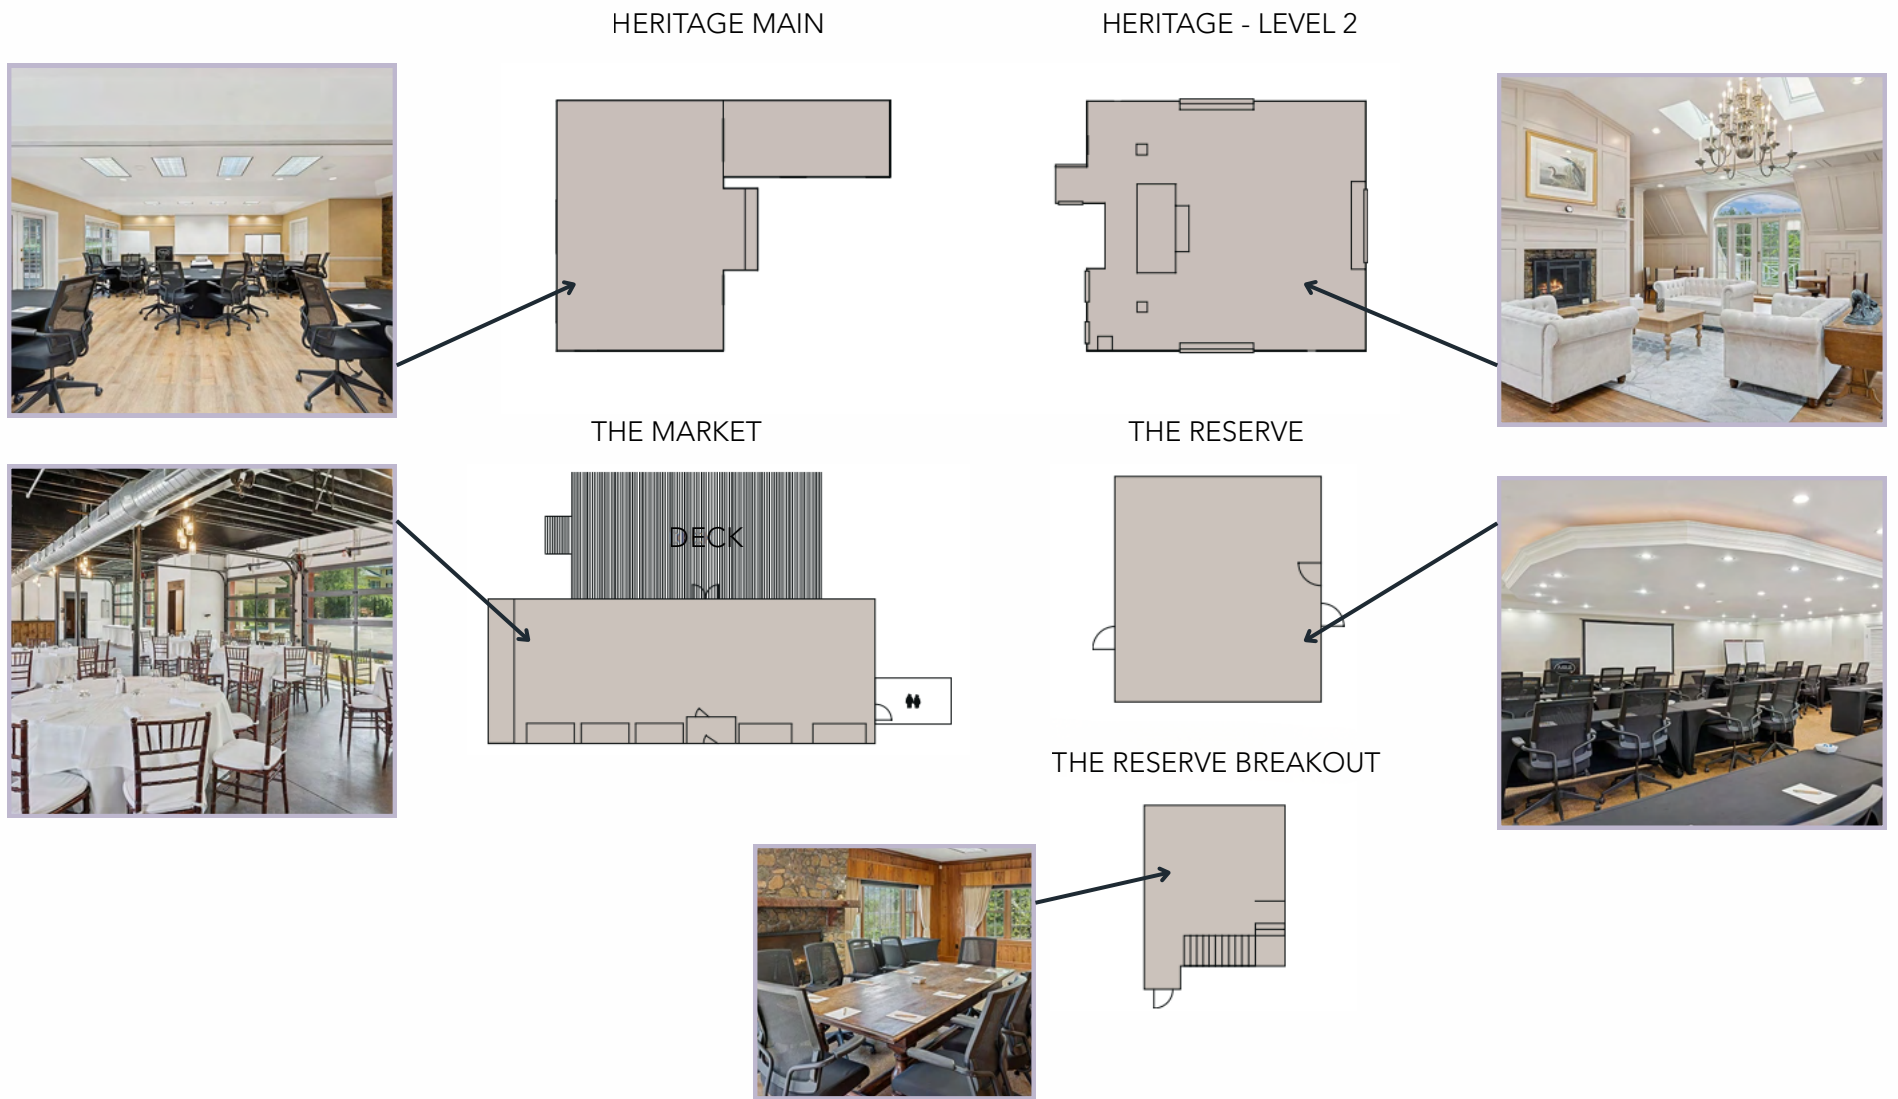 HERITAGE MAIN
HERITAGE - LEVEL 2
THE MARKET
THE RESERVE
DECK
THE RESERVE BREAKOUT